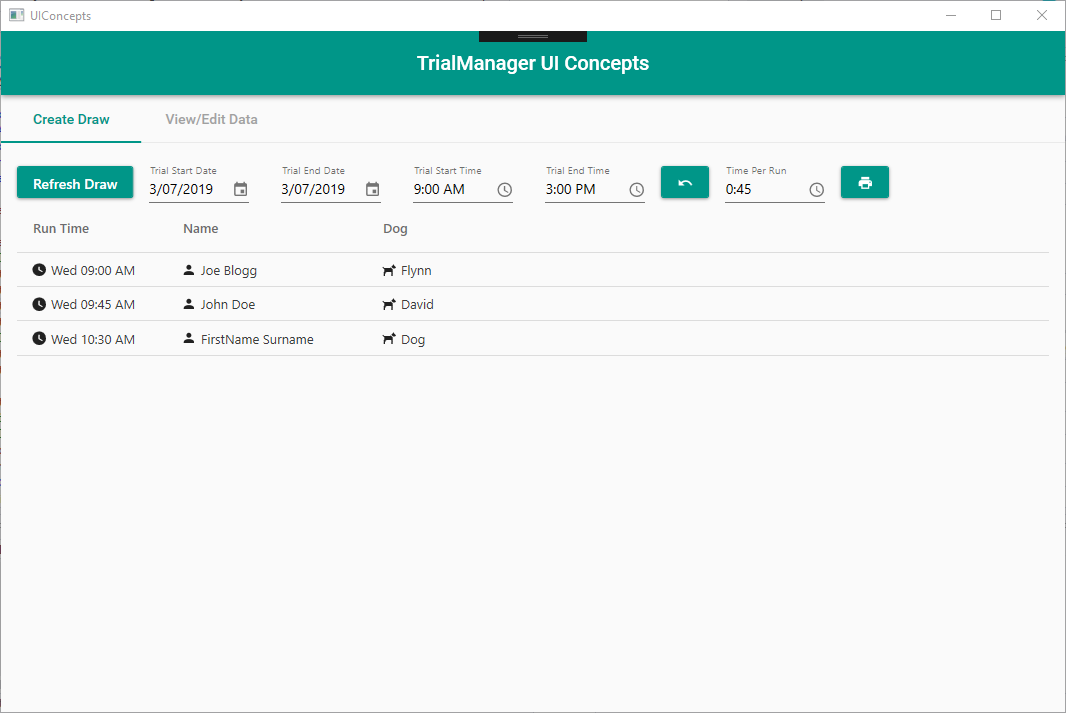 UIConcepts
TrialManager UI Concepts
Create Draw View/Edit Data
Refresh Draw
Trial Start Date
3/07/2019
Trial End Date
3/07/2019
Trial Start Time
9:00 AM
Trial End Time
3:00 PM
Time Per Run
0:45
Run Time Name Dog
Wed 09:00 AM Joe Blogg Flynn
Wed 09:45 AM John Doe David
Wed 10:30 AM FirstName Surname Dog